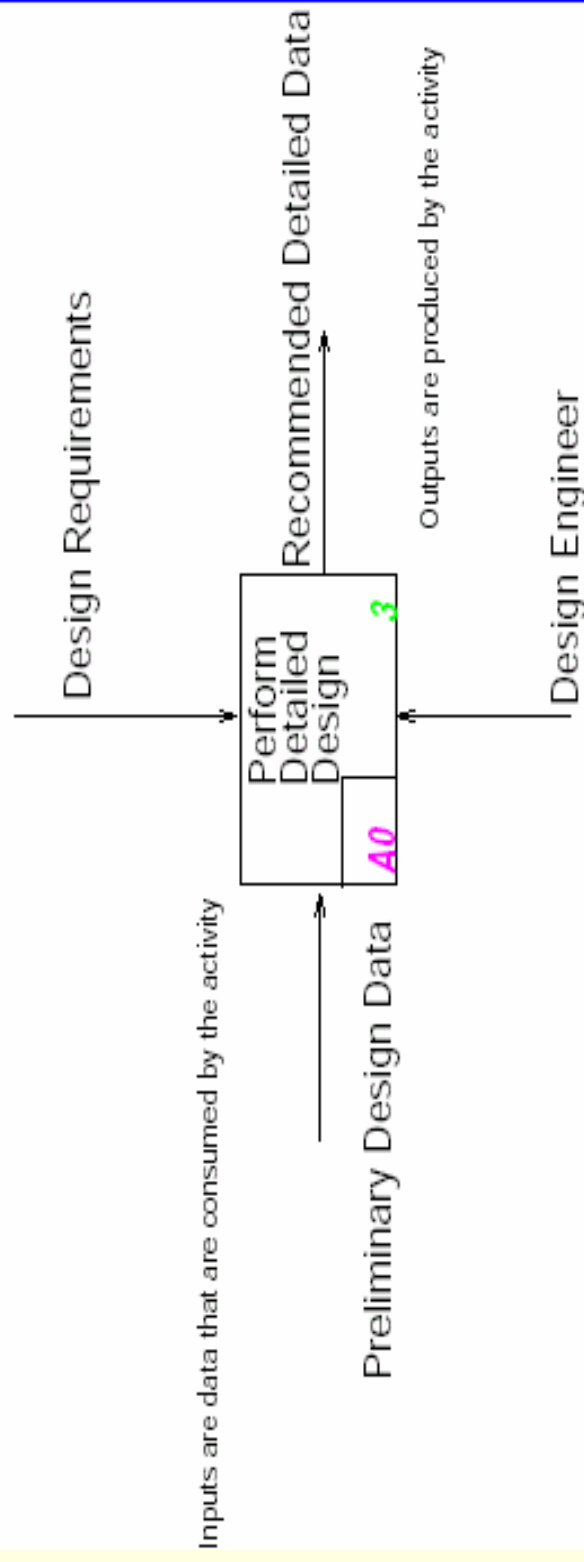 Design Requirements
Inputs are data that are consumed by the activity
Perform
Detailed
Design
Recommended Detailed Data
Preliminary Design Data
A0
3
Outputs are produced by the activity
Design Engineer